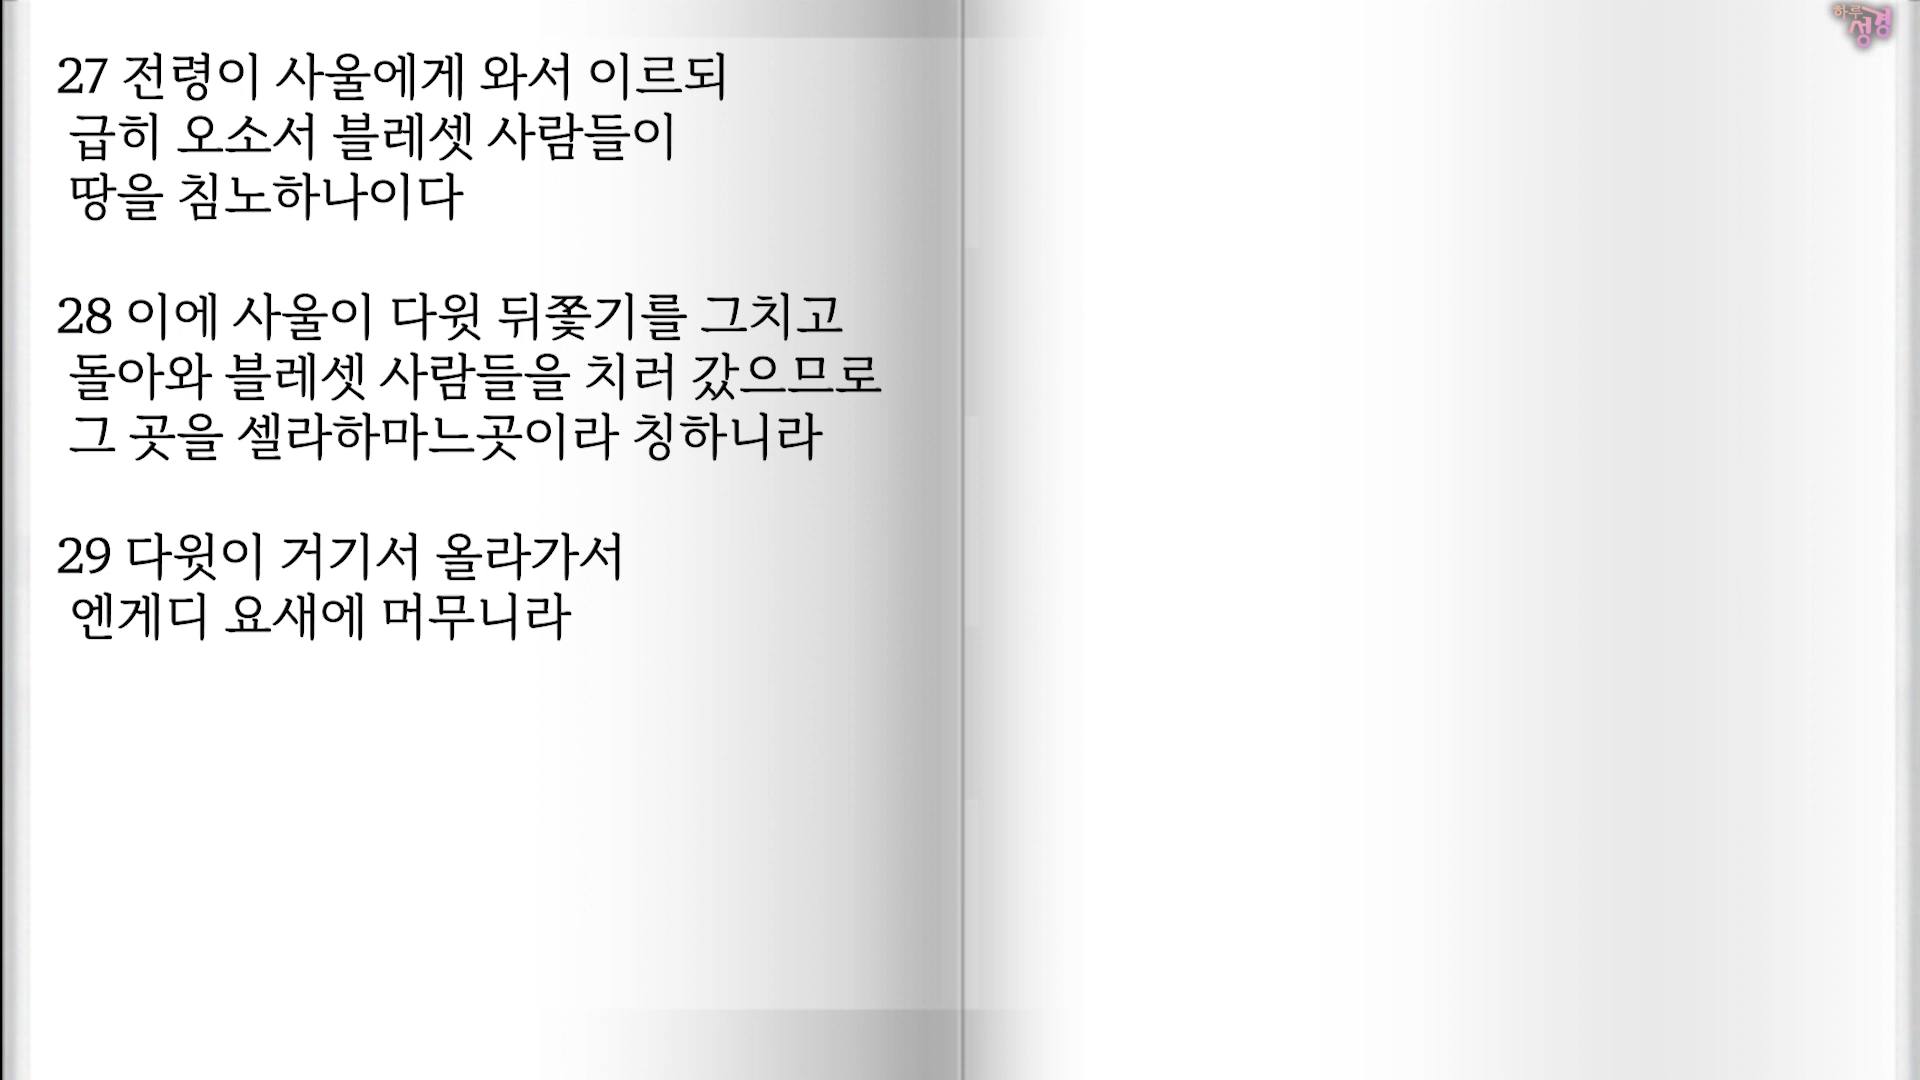 27 전령이 사울에게 와서 이르되
급히 오소서 블레셋 사람들이
땅을 침노하나이다
28 이에 사울이 다윗 뒤쫓기를 그치고
돌아와 블레셋 사람들을 치러 갔으므로
그 곳을 셀라하마느곳이라 칭하니라
29 다윗이 거기서 올라가서
엔게디 요새에 머무니라
하루
성경